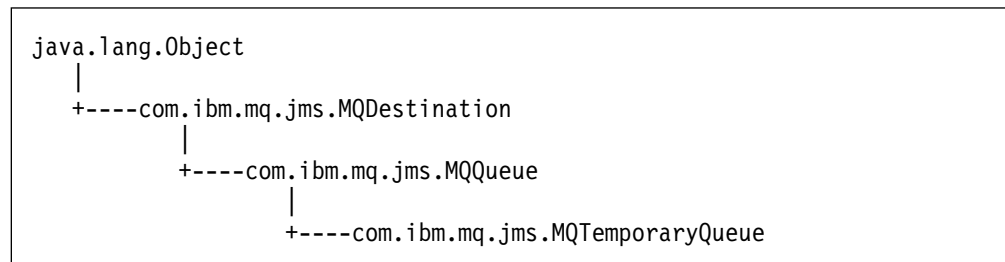 java.lang.Object
   |
   +----com.ibm.mq.jms.MQDestination
            |
            +----com.ibm.mq.jms.MQQueue
                     |
                     +----com.ibm.mq.jms.MQTemporaryQueue